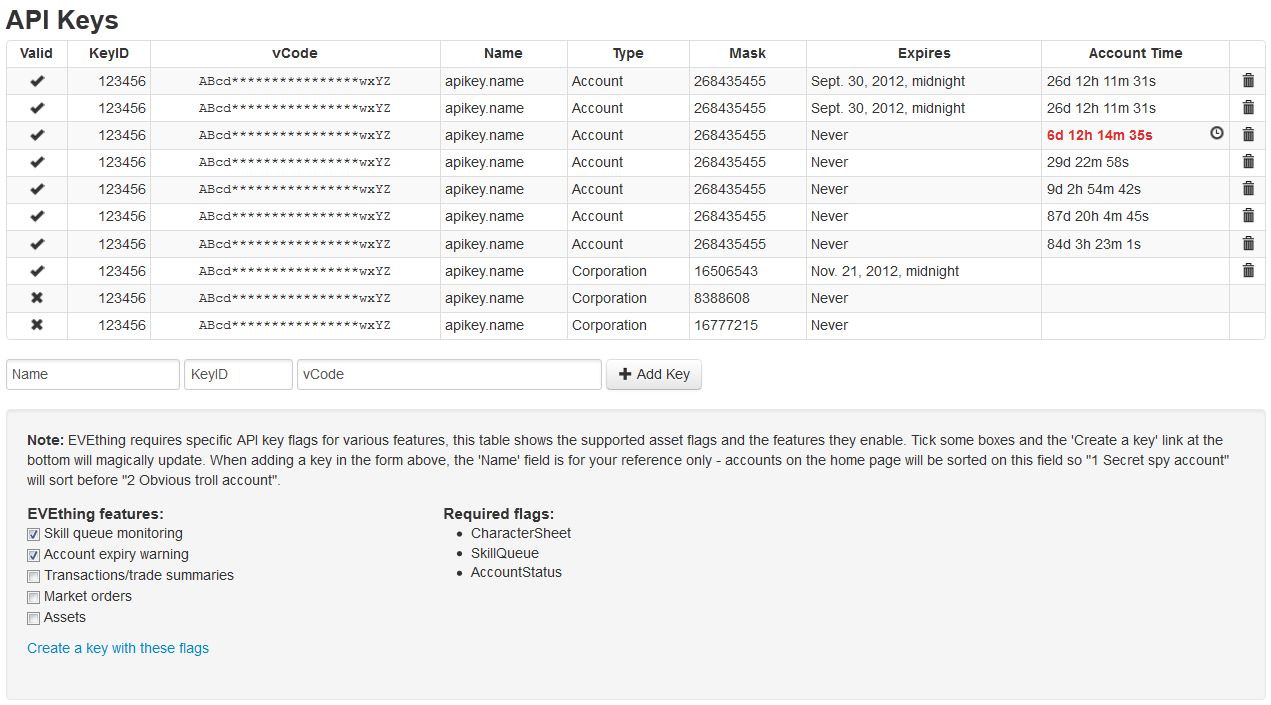 API Keys
Valid KeyID vCode Name Type Mask Expires Account Time
123456 ABcd****************wxYZ apikey.name Account 268435455 Sept. 30, 2012, midnight 26d 12h 11m 31s
123456 ABcd****************wxYZ apikey.name Account 268435455 Sept. 30, 2012, midnight 26d 12h 11m 31s
123456 ABcd****************wxYZ apikey.name Account 268435455 Never 6d 12h 14m 35s
123456 ABcd****************wxYZ apikey.name Account 268435455 Never 29d 22m 58s
123456 ABcd****************wxYZ apikey.name Account 268435455 Never 9d 2h 54m 42s
123456 ABcd****************wxYZ apikey.name Account 268435455 Never 87d 20h 4m 45s
123456 ABcd****************wxYZ apikey.name Account 268435455 Never 84d 3h 23m 1s
123456 ABcd****************wxYZ apikey.name Corporation 16506543 Nov. 21, 2012, midnight
123456 ABcd****************wxYZ apikey.name Corporation 8388608 Never
123456 ABcd****************wxYZ apikey.name Corporation 16777215 Never
Name KeyID vCode Add Key
Note: EVEthing requires specific API key flags for various features, this table shows the supported asset flags and the features they enable. Tick some boxes and the 'Create a key' link at the
bottom will magically update. When adding a key in the form above, the 'Name' field is for your reference only - accounts on the home page will be sorted on this field so "1 Secret spy account"
will sort before "2 Obvious troll account".
EVEthing features:
Skill queue monitoring
Account expiry warning
Transactions/trade summaries
Market orders
Assets
Create a key with these flags
Required flags:
CharacterSheet
SkillQueue
AccountStatus